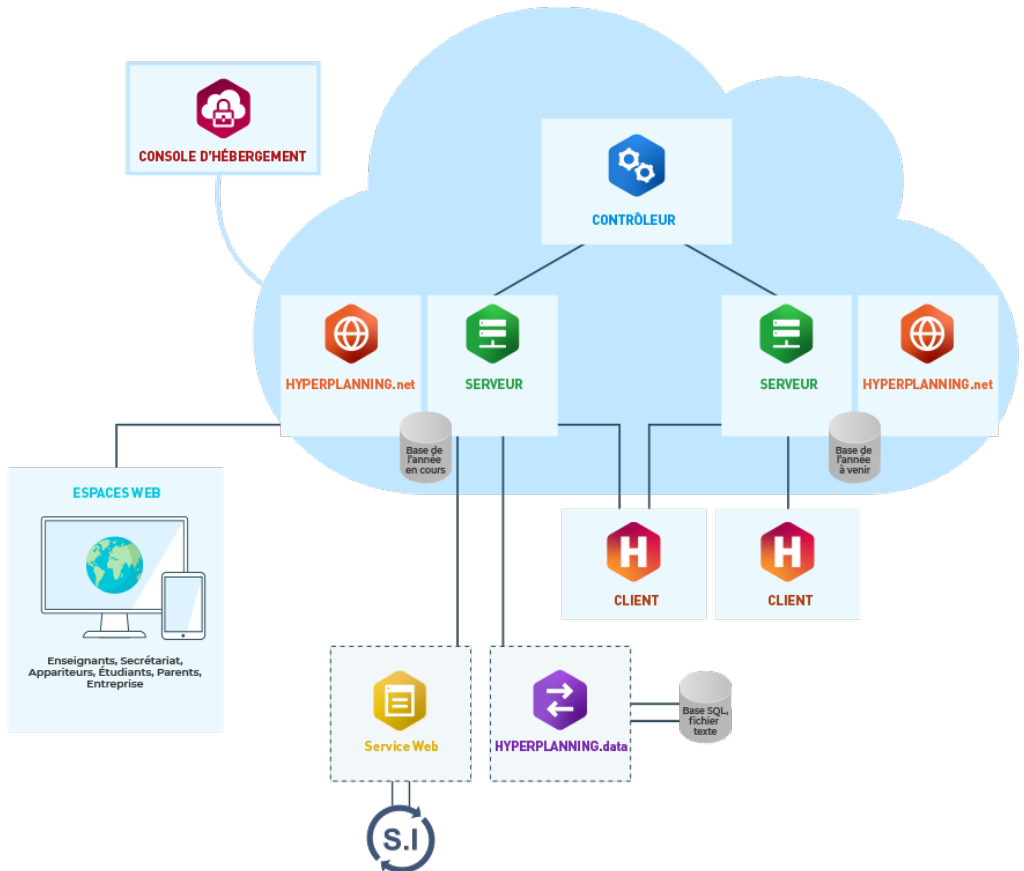 CONSOLE D'HÉBERGEMENT
CONTRÔLEUR
HYPERPLANNING.net
SERVEUR
SERVEUR
HYPERPLANNING.net
Base de
l'année
en cours
Base de
l'année
à venir
ESPACES WEB
Enseignants, Secrétariat,
Appariteurs, Étudiants, Parents,
Entreprise
H
CLIENT
H
CLIENT
Service Web
HYPERPLANNING.data
Base SQL,
fichier
texte
S.I